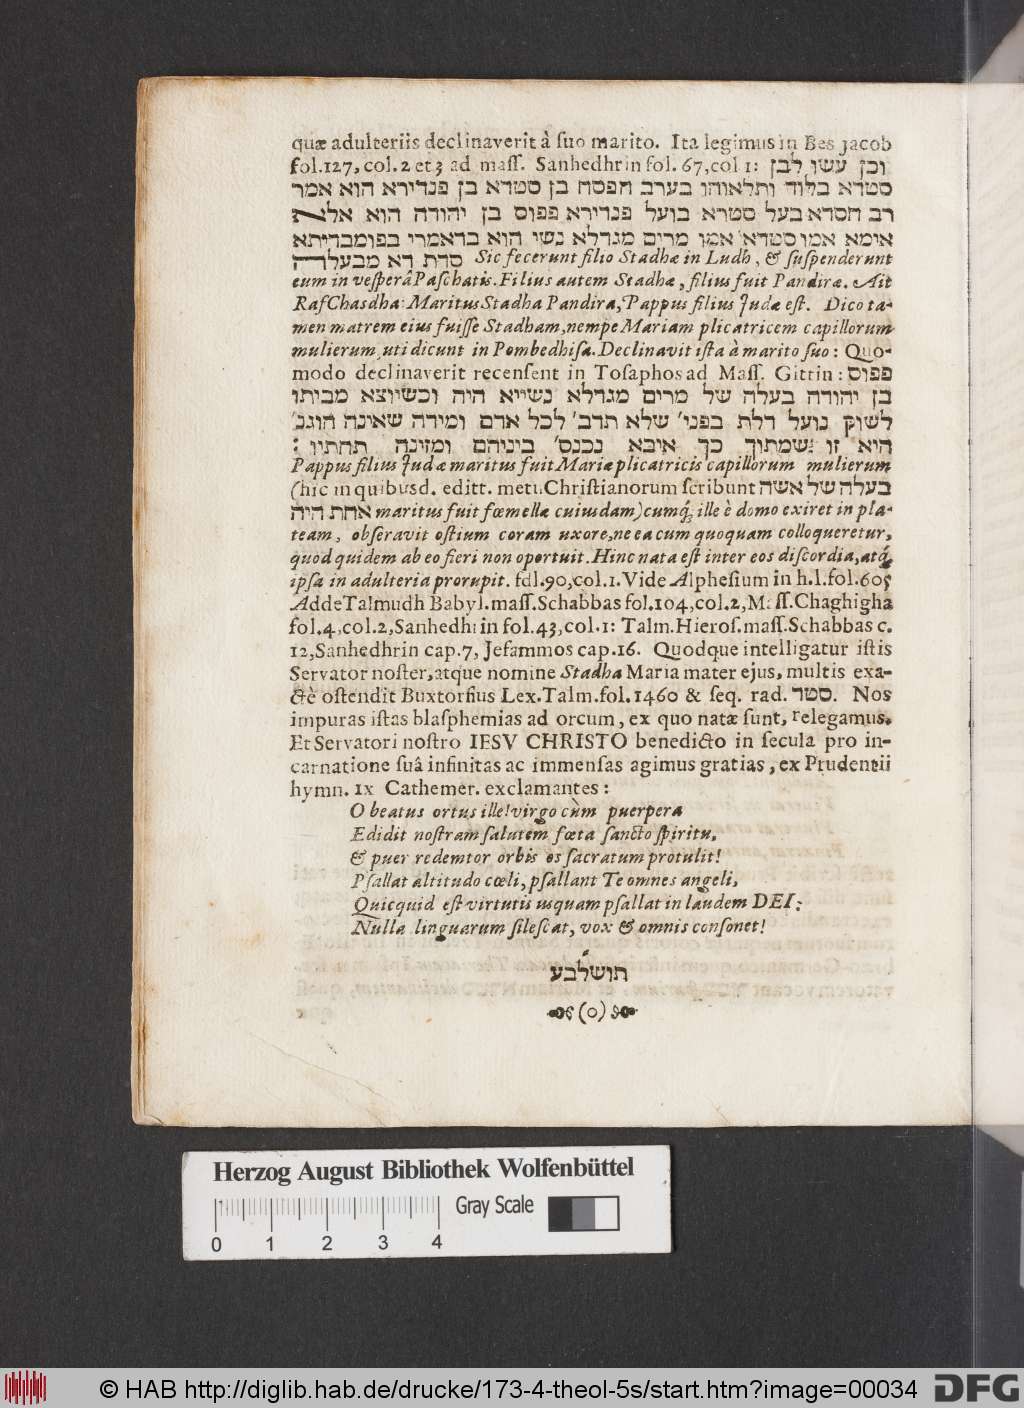 quæ adulteriis declinaverit à ſuo marito. Ita legimus in Bes jacob
fol.127, col.2 et 3 ad maſſ. Sanhedhrin fol. 67, col 1: וכן עשו לבן
סטדא בלוד ותלאוהו בערב הפסח בן סטדא בן פנדירא הוא אמר
רב חסדא בעל סטרא בועל פנדירא פפוס בן יהודה הוא אלא
אימא אמו סטדא אמו מרים מגדלא נשי הוא כדאמרי בפומבדיתא
סדת דא מבעלה Sic fecerunt filio Stadhæ in Ludh, & ſuſpenderunt
eum in veſperâ Paſchatis. Filius autem Stadhæ, filius fuit Pandiræ. Ait
Raf Chasdha: Maritus Stadha Pandira, Pappus filius Judæ eſt. Dico ta-
men matrem eius fuiſſe Stadham, nempe Mariam plicatricem capillorum
mulierum, uti dicunt in Pombedhiſa. Declinavit iſta à marito ſuo: Quo-
modo declinaverit recenſent in Toſaphos ad Maſſ. Gittin: פפוס
בן יהודה בעלה של מרים מגדלא נשייא היה וכשיוצא מביתו
לשוק נועל דלת בפני׳ שלא תדב׳ לכל אדם ומידה שאינה הוגנ׳
היא זו שמתוך כך איבא נכנס׳ ביניהם ומזינה תחתיו :
Pappus filius Judæ maritus fuit Mariæ plicatricis capillorum mulierum
(hic in quibusd. editt. metu Chriſtianorum ſcribunt בעלה של אשה
אחת היה maritus fuit fœmellæ cuiusdam) cumq́; ille è domo exiret in pla-
team, obſeravit oſtium coram uxore, ne ea cum quoquam colloqueretur,
quod quidem ab eo fieri non oportuit. Hinc nata eſt inter eos diſcordia, atq́;
ipſa in adulteria prorupit. fol.90, col.1. Vide Alpheſium in h.l. fol.605
Adde Talmudh Babyl. maſſ. Schabbas fol.104, col.2, Maſſ. Chaghigha
fol.4, col.2, Sanhedhrin fol.43, col.1: Talm. Hieroſ. maſſ. Schabbas c.
12, Sanhedhrin cap.7, Jefammos cap.16. Quodque intelligatur iſtis
Servator noſter, atque nomine Stadha Maria mater ejus, multis exa-
ctè oſtendit Buxtorfius Lex. Talm. fol.1460 & ſeq. rad. סטד. Nos
impuras iſtas blaſphemias ad orcum, ex quo natæ ſunt, relegamus.
Et Servatori noſtro IESV CHRISTO benedicto in ſecula pro in-
carnatione ſuâ infinitas ac immenſas agimus gratias, ex Prudentii
hymn. IX Cathemer. exclamantes:
O beatus ortus ille! virgo cùm puerpera
Edidit noſtram ſalutem fœta ſancto ſpiritu,
& puer redemtor orbis os ſacratum protulit!
Pſallat altitudo cœli, pſallant Te omnes angeli,
Quicquid eſt virtutis usquam pſallat in laudem DEI:
Nulla linguarum ſileſcat, vox & omnis conſonet!
תושלבע
(0)
Herzog August Bibliothek Wolfenbüttel
Gray Scale
0 1 2 3 4
© HAB http://diglib.hab.de/drucke/173-4-theol-5s/start.htm?image=00034
DFG